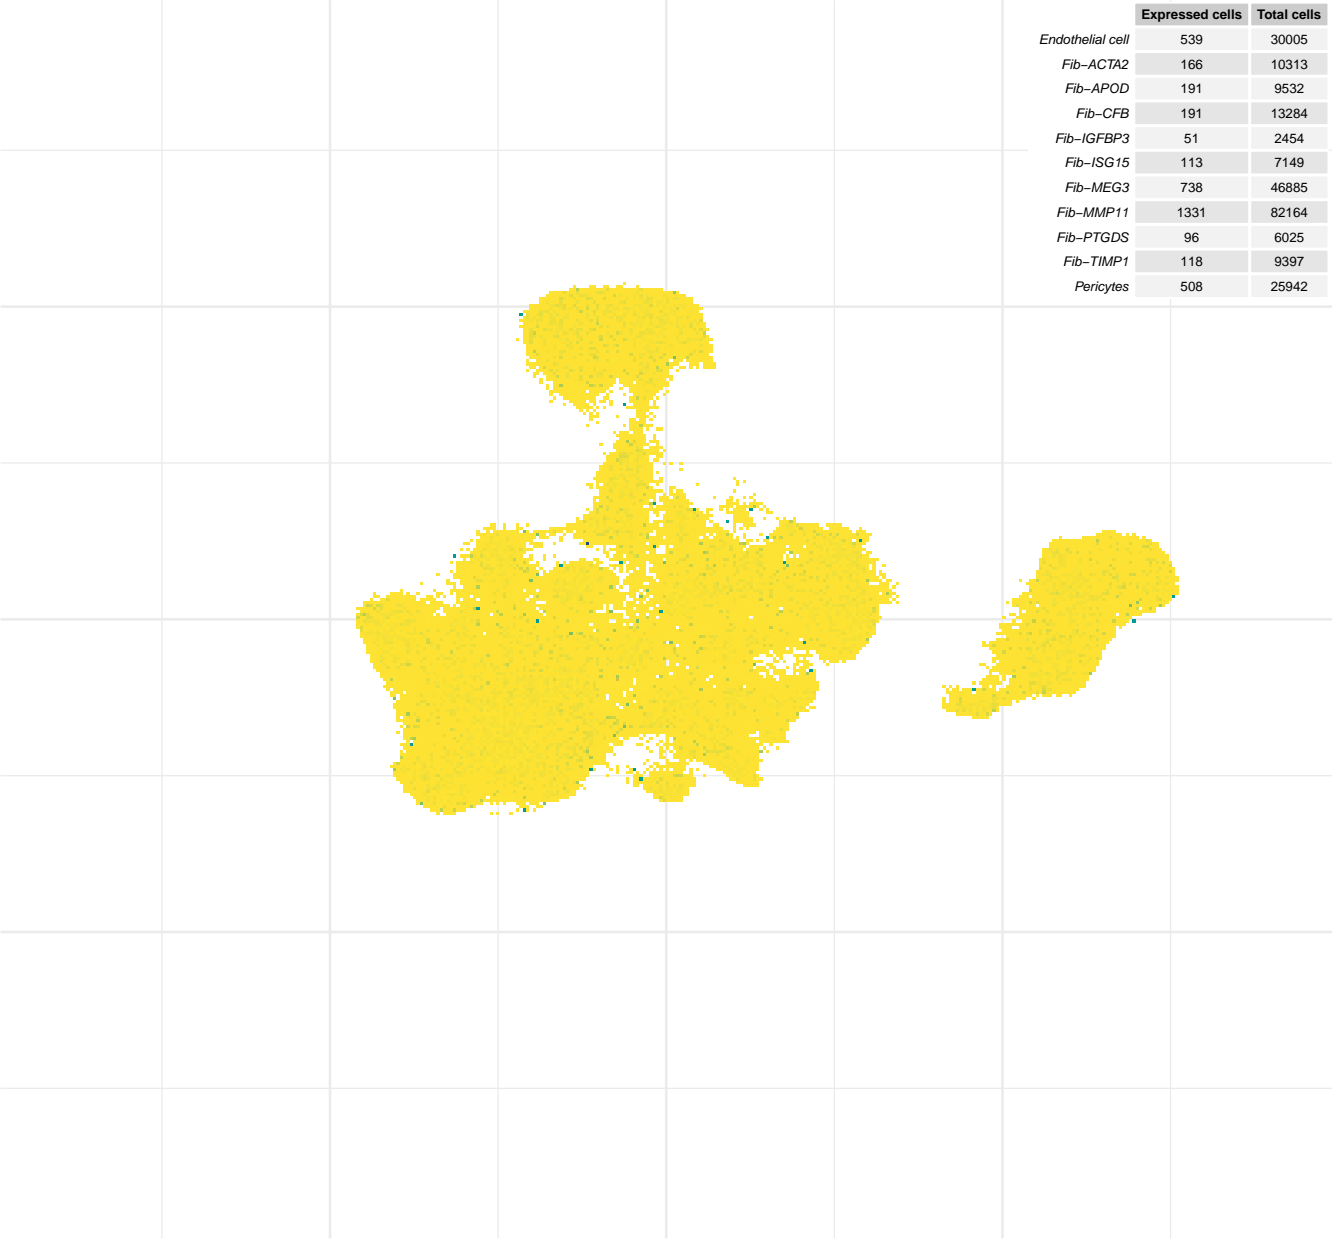 Expressed cells Total cells
Endothelial cell 539 30005
Fib−ACTA2 166 10313
Fib−APOD 191 9532
Fib−CFB 191 13284
Fib−IGFBP3 51 2454
Fib−ISG15 113 7149
Fib−MEG3 738 46885
Fib−MMP11 1331 82164
Fib−PTGDS 96 6025
Fib−TIMP1 118 9397
Pericytes 508 25942